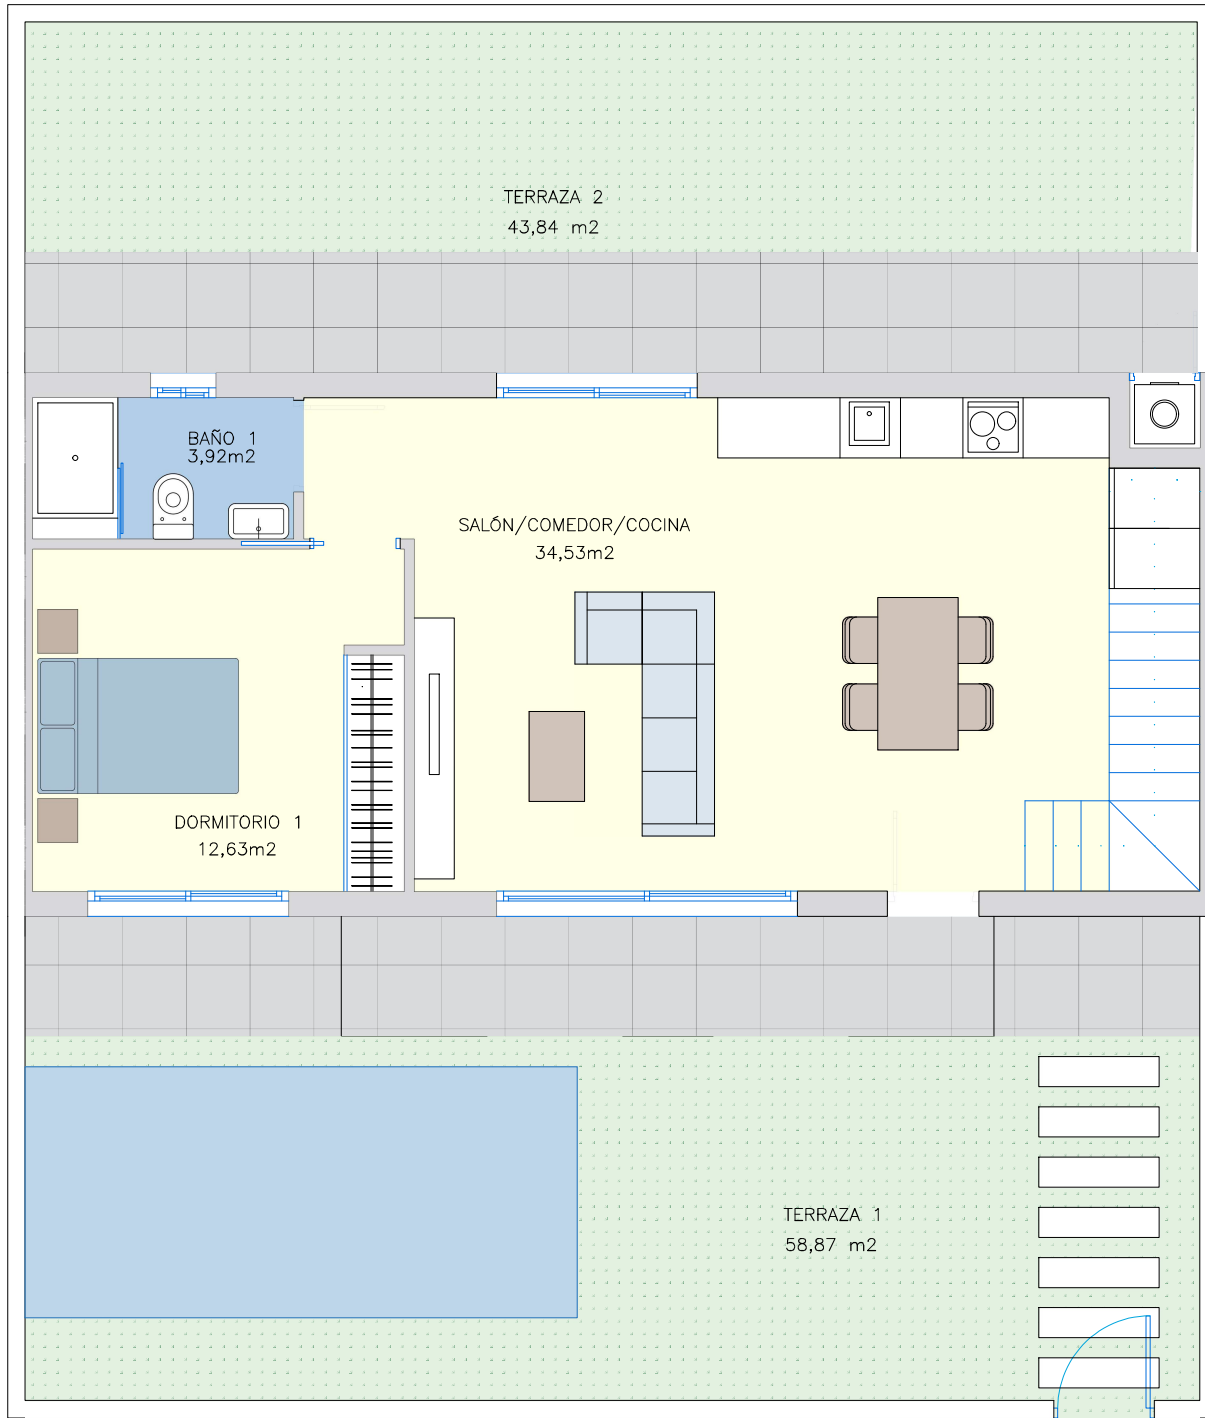 TERRAZA 2
43,84 m2
BAÑO 1
3,92m2
SALÓN/COMEDOR/COCINA
34,53m2
DORMITORIO 1
12,63m2
TERRAZA 1
58,87 m2